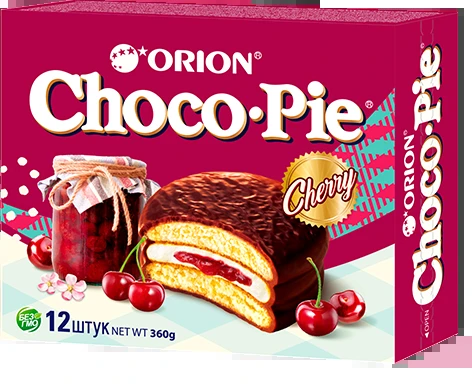 ORION®
Choco·Pie®
Cherry
БЕЗ ГМО
12 ШТУК NET WT 360g
ORION®
Choco·Pie®
OPEN